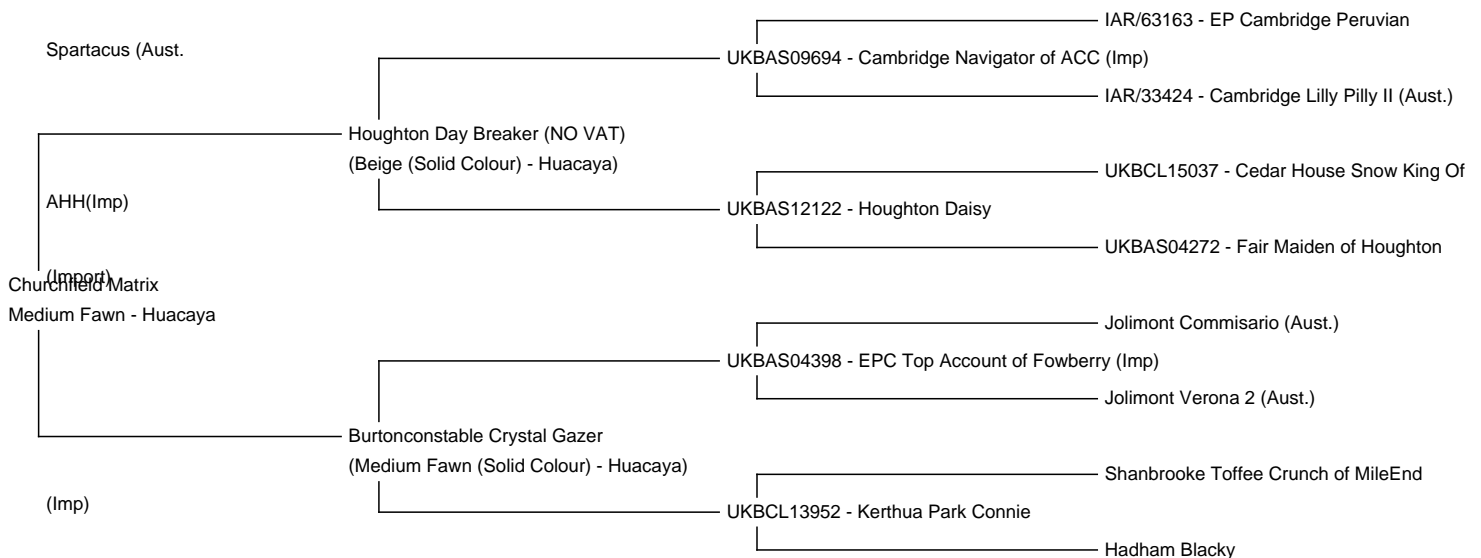 IAR/63163 - EP Cambridge Peruvian
Spartacus (Aust.
UKBAS09694 - Cambridge Navigator of ACC (Imp)
IAR/33424 - Cambridge Lilly Pilly II (Aust.)
Houghton Day Breaker (NO VAT)
(Beige (Solid Colour) - Huacaya)
UKBCL15037 - Cedar House Snow King Of
AHH(Imp)
UKBAS12122 - Houghton Daisy
UKBAS04272 - Fair Maiden of Houghton
(Import)
Churchfield Matrix
Medium Fawn - Huacaya
Jolimont Commisario (Aust.)
UKBAS04398 - EPC Top Account of Fowberry (Imp)
Jolimont Verona 2 (Aust.)
Burtonconstable Crystal Gazer
(Medium Fawn (Solid Colour) - Huacaya)
Shanbrooke Toffee Crunch of MileEnd
(Imp)
UKBCL13952 - Kerthua Park Connie
Hadham Blacky